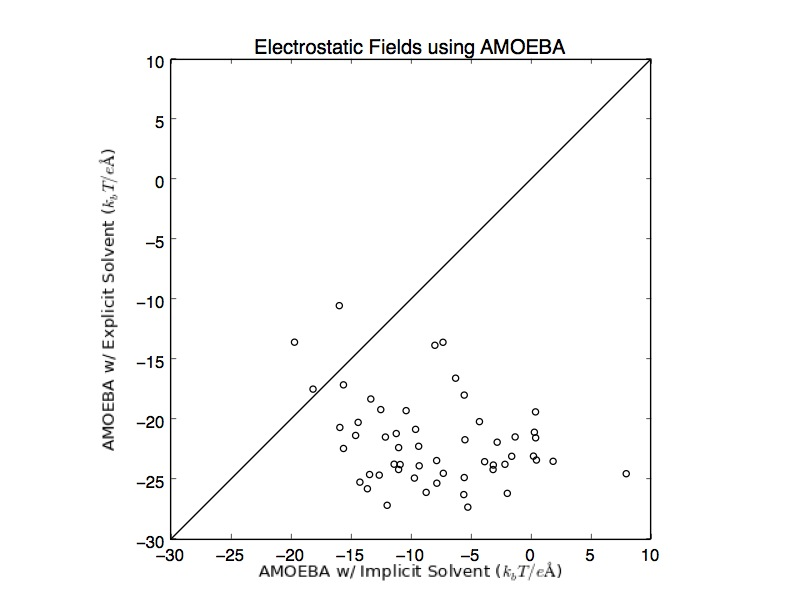 Electrostatic Fields using AMOEBA
10
5
0
−5
−10
−15
−20
−25
−30
AMOEBA w/ Explicit Solvent (k_bT/eÅ)
−30 −25 −20 −15 −10 −5 0 5 10
AMOEBA w/ Implicit Solvent (k_bT/eÅ)